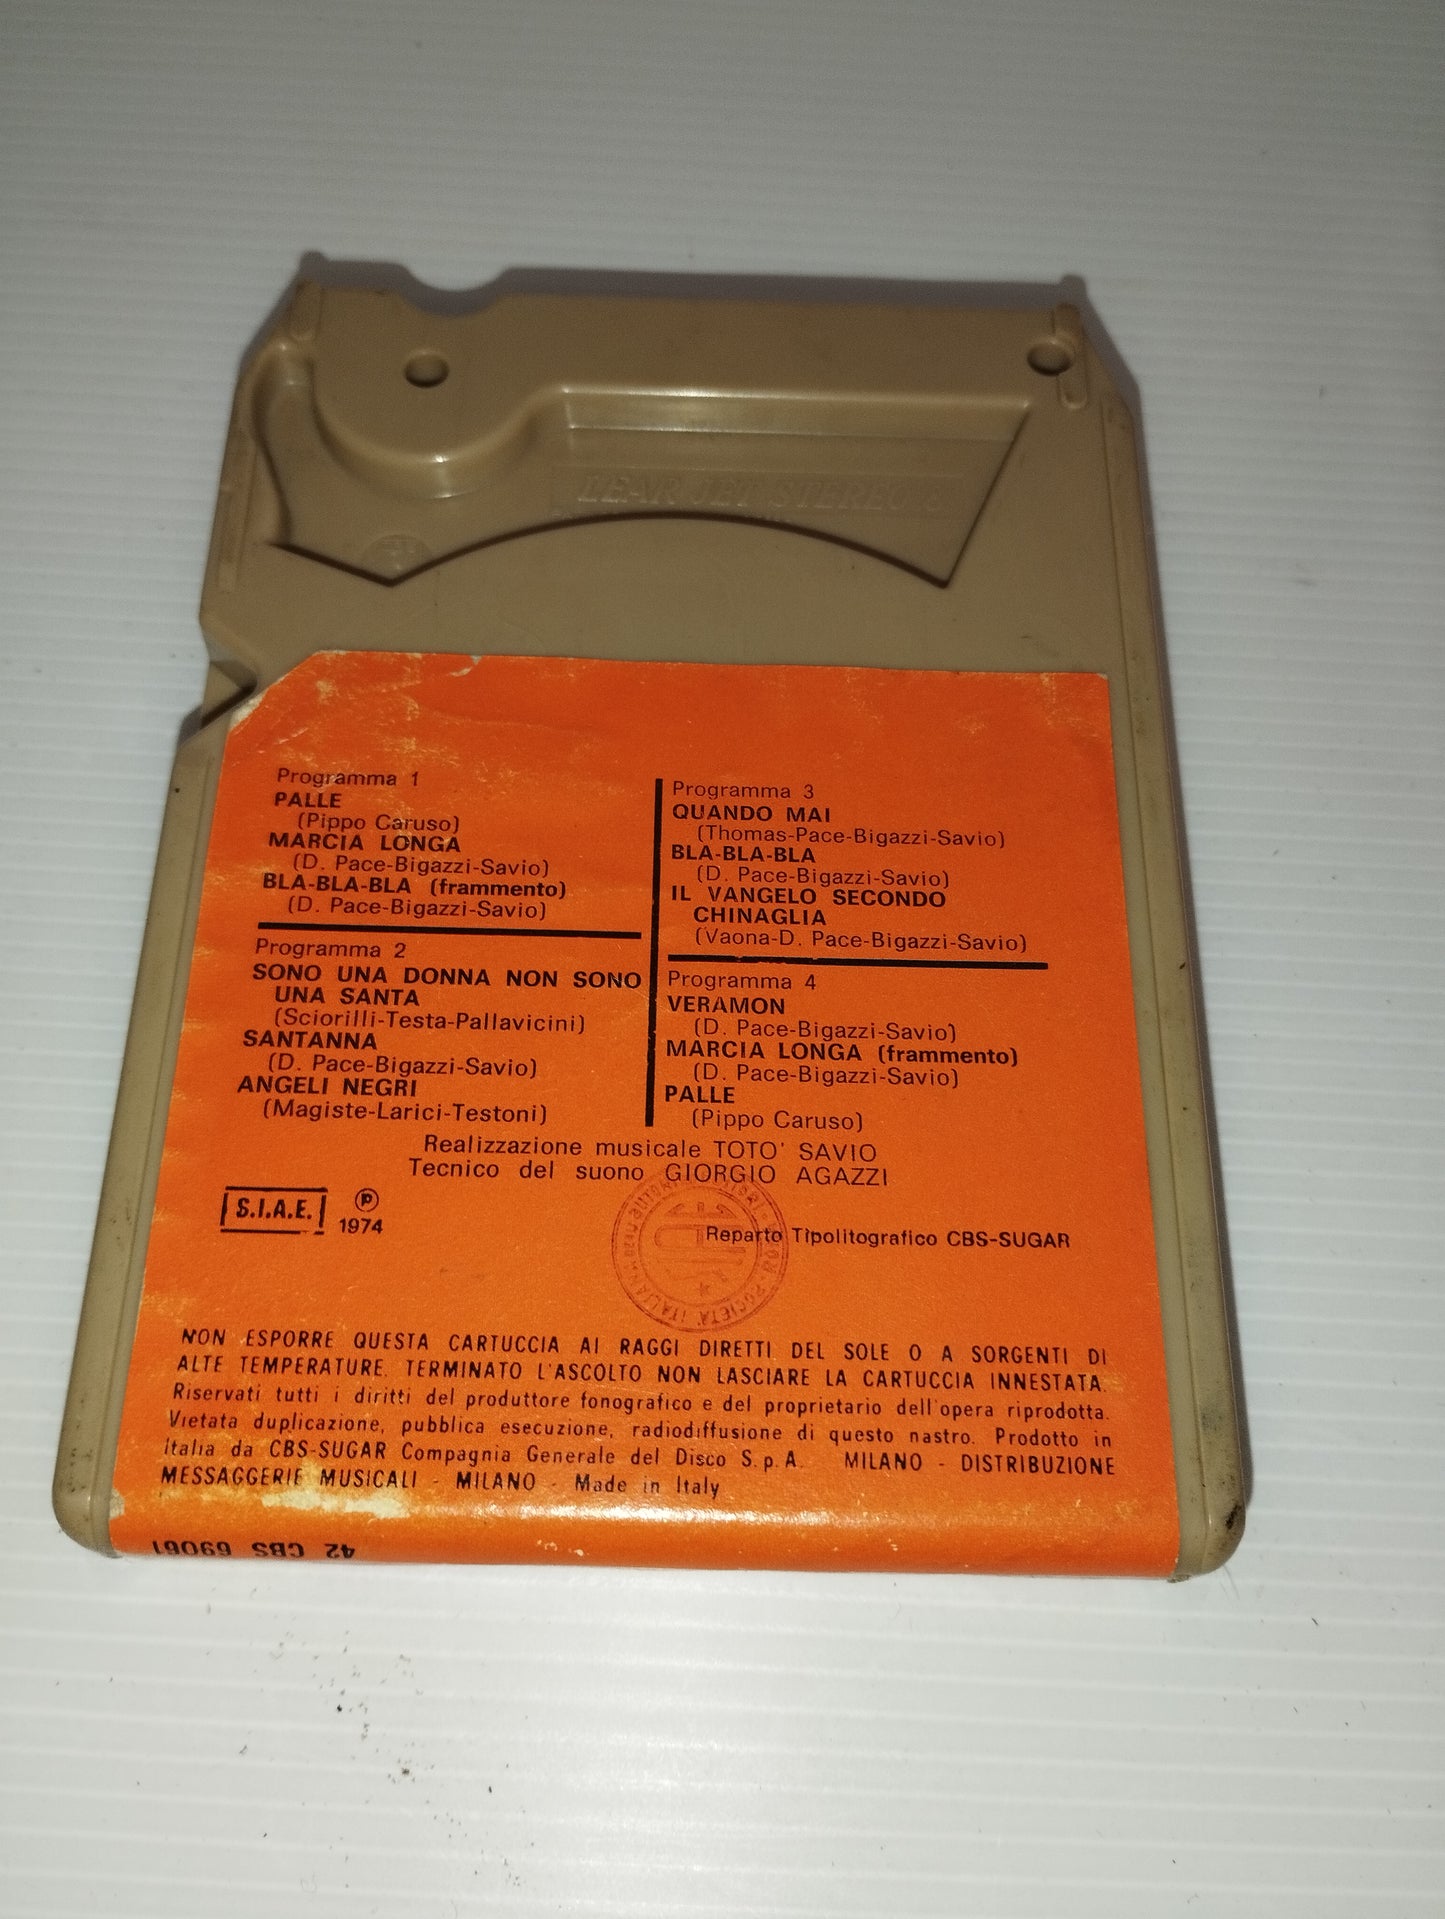 LEAR JET STEREO 8
Programma 1
PALLE
(Pippo Caruso)
MARCIA LONGA
(D. Pace-Bigazzi-Savio)
BLA-BLA-BLA (frammento)
(D. Pace-Bigazzi-Savio)
Programma 2
SONO UNA DONNA NON SONO
UNA SANTA
(Sciorilli-Testa-Pallavicini)
SANTANNA
(D. Pace-Bigazzi-Savio)
ANGELI NEGRI
(Magiste-Larici-Testoni)
Programma 3
QUANDO MAI
(Thomas-Pace-Bigazzi-Savio)
BLA-BLA-BLA
(D. Pace-Bigazzi-Savio)
IL VANGELO SECONDO
CHINAGLIA
(Vaona-D. Pace-Bigazzi-Savio)
Programma 4
VERAMON
(D. Pace-Bigazzi-Savio)
MARCIA LONGA (frammento)
(D. Pace-Bigazzi-Savio)
PALLE
(Pippo Caruso)
Realizzazione musicale TOTO' SAVIO
Tecnico del suono GIORGIO AGAZZI
S.I.A.E. ℗
1974
Reparto Tipolitografico CBS-SUGAR
SOCIETA' ITALIANA
NON ESPORRE QUESTA CARTUCCIA AI RAGGI DIRETTI DEL SOLE O A SORGENTI DI
ALTE TEMPERATURE. TERMINATO L'ASCOLTO NON LASCIARE LA CARTUCCIA INNESTATA.
Riservati tutti i diritti del produttore fonografico e del proprietario dell'opera riprodotta.
Vietata duplicazione, pubblica esecuzione, radiodiffusione di questo nastro. Prodotto in
Italia da CBS-SUGAR Compagnia Generale del Disco S.p.A. MILANO - DISTRIBUZIONE
MESSAGGERIE MUSICALI - MILANO - Made in Italy
42 CBS 69061